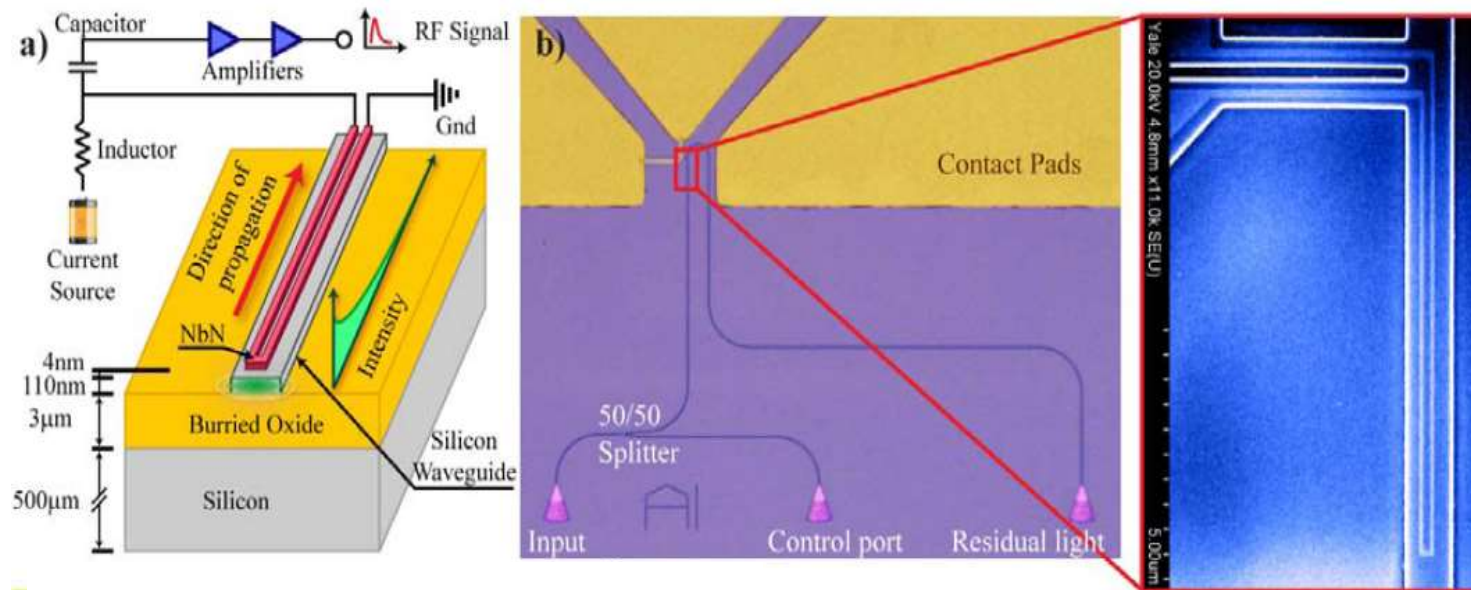 a)
Capacitor
Amplifiers
RF Signal
Gnd
Inductor
Current
Source
Direction of
propagation
NbN
Intensity
4nm
110nm
3μm
Burried Oxide
Silicon
Waveguide
500μm
Silicon
b)
Contact Pads
50/50
Splitter
Input
Control port
Residual light
Yale 20.0kV 4.8mm x11.0k SE(U)
5.00um